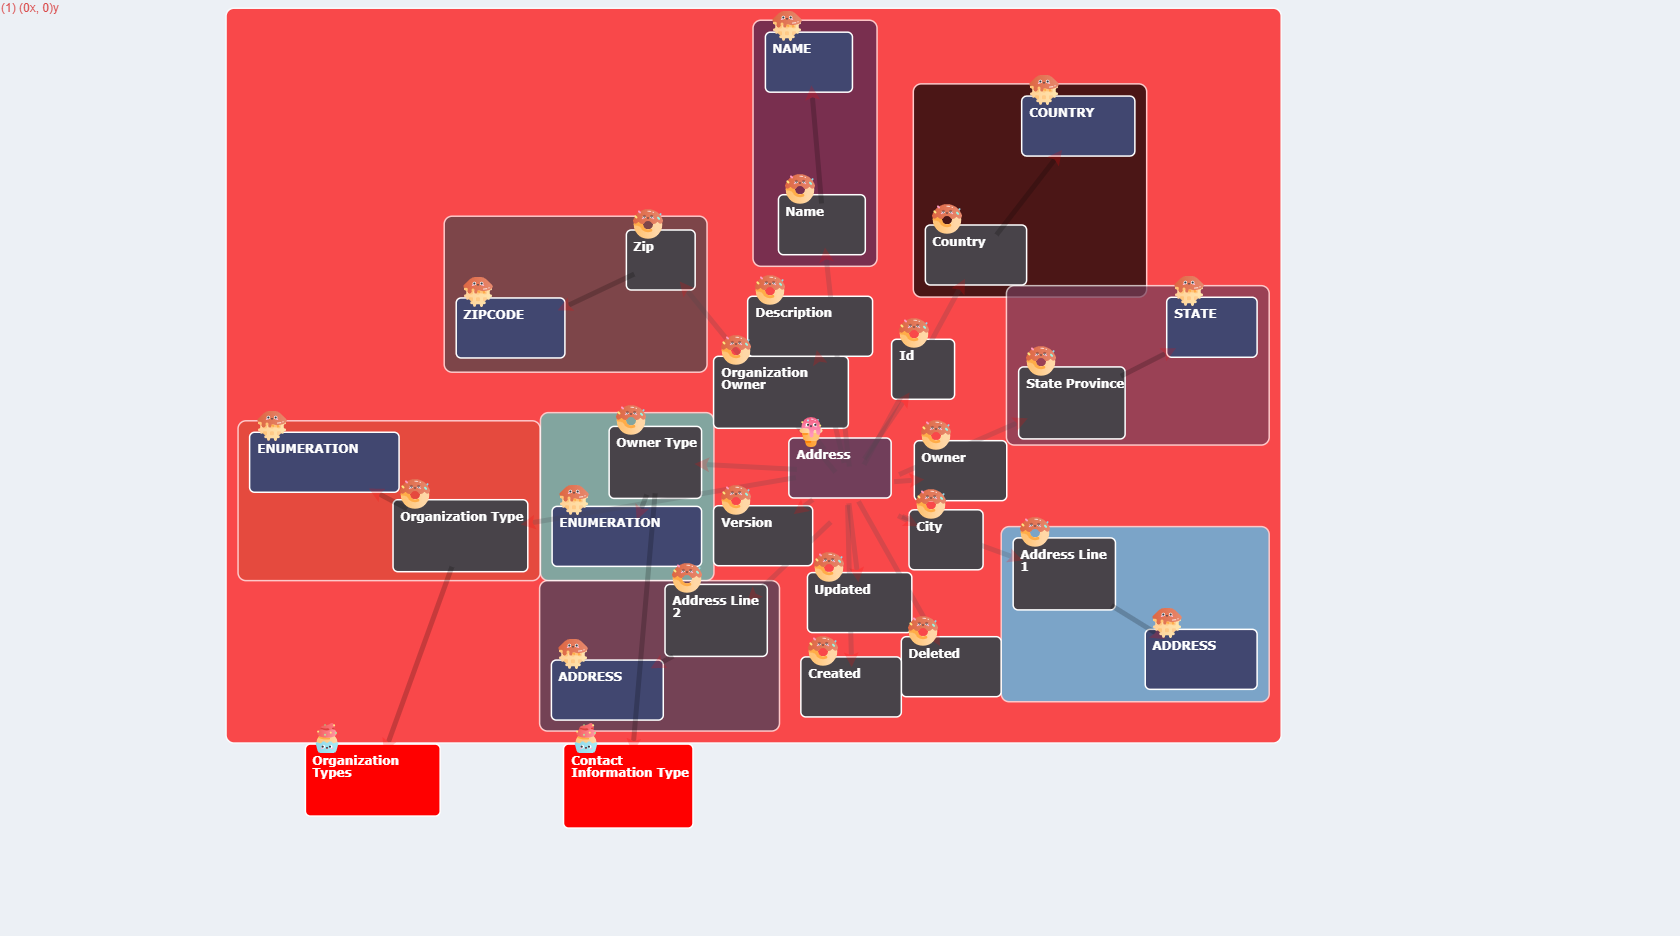 (1) (0x, 0)y
NAME
COUNTRY
Name
Country
Zip
ZIPCODE
Description
STATE
Id
Organization
Owner
State Province
ENUMERATION
Owner Type
Address
Owner
Organization Type
ENUMERATION
Version
City
Address Line
1
Updated
Address Line
2
ADDRESS
Deleted
Created
ADDRESS
Organization
Types
Contact
Information Type